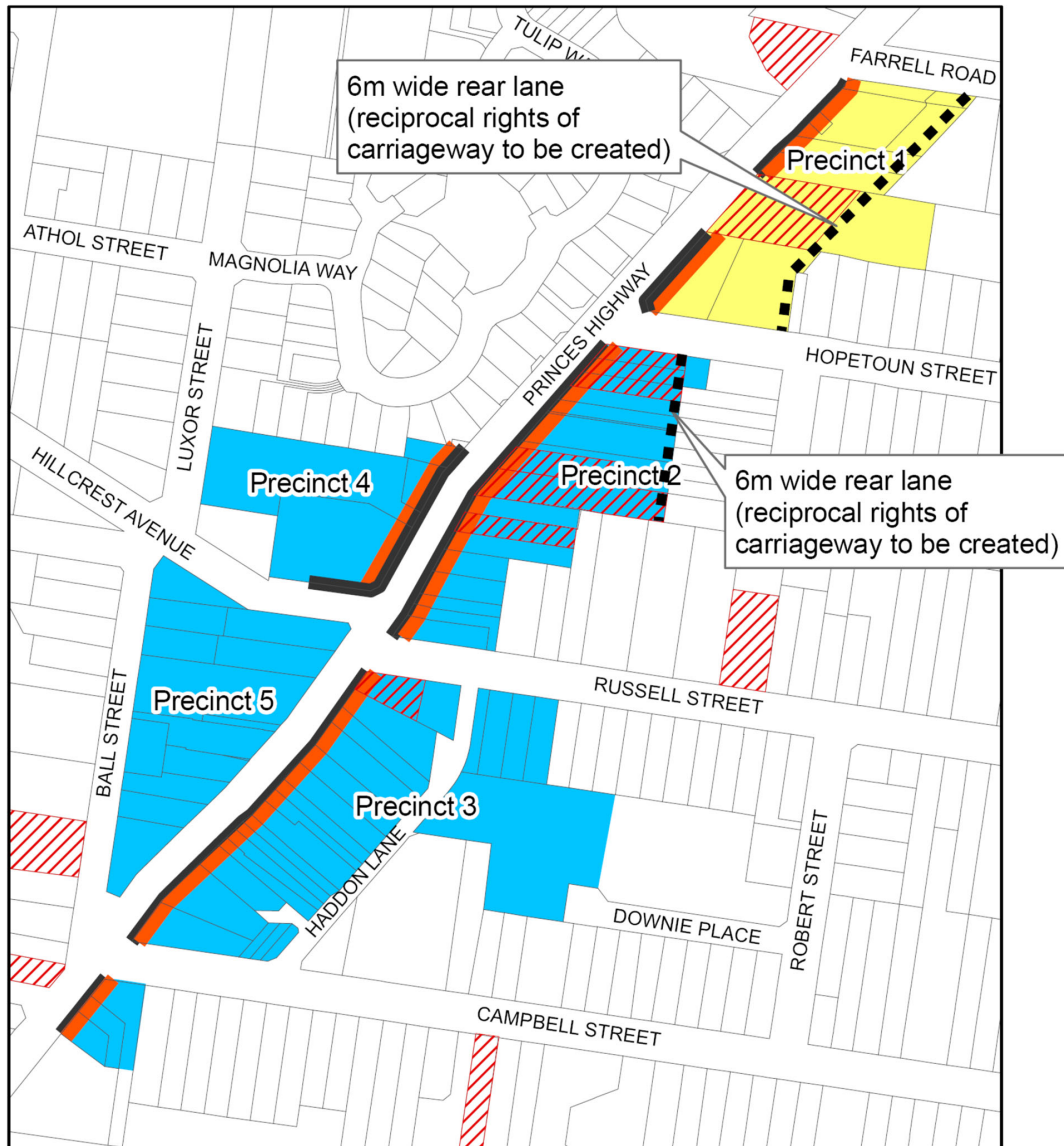 TULIP
FARRELL ROAD
6m wide rear lane
(reciprocal rights of
carriageway to be created)
Precinct 1
ATHOL STREET
MAGNOLIA WAY
PRINCES HIGHWAY
LUXOR STREET
HOPETOUN STREET
HILLCREST AVENUE
Precinct 4
Precinct 2
6m wide rear lane
(reciprocal rights of
carriageway to be created)
Precinct 5
RUSSELL STREET
BALL STREET
Precinct 3
HADDON LANE
ROBERT STREET
DOWNIE PLACE
CAMPBELL STREET